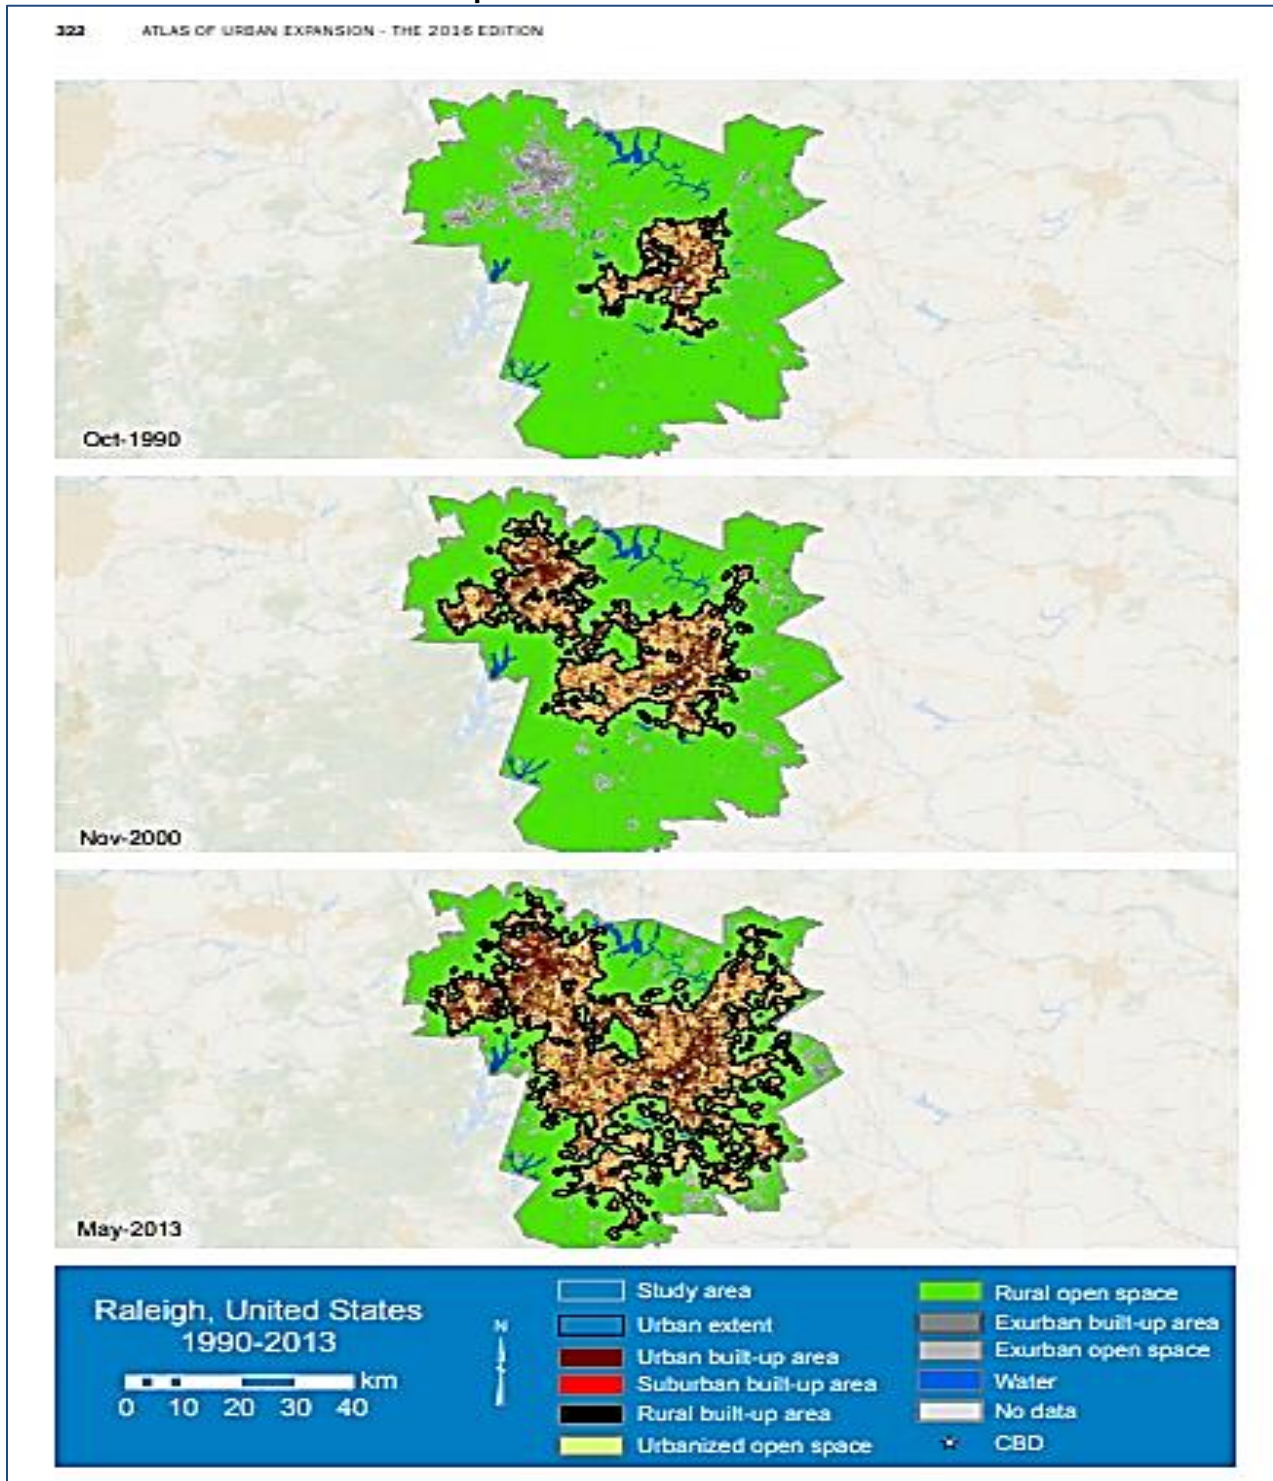 322 ATLAS OF URBAN EXPANSION - THE 2016 EDITION
Oct-1990
Nov-2000
May-2013
Raleigh, United States
1990-2013
km
0 10 20 30 40
N
Study area
Urban extent
Urban built-up area
Suburban built-up area
Rural built-up area
Urbanized open space
Rural open space
Exurban built-up area
Exurban open space
Water
No data
CBD